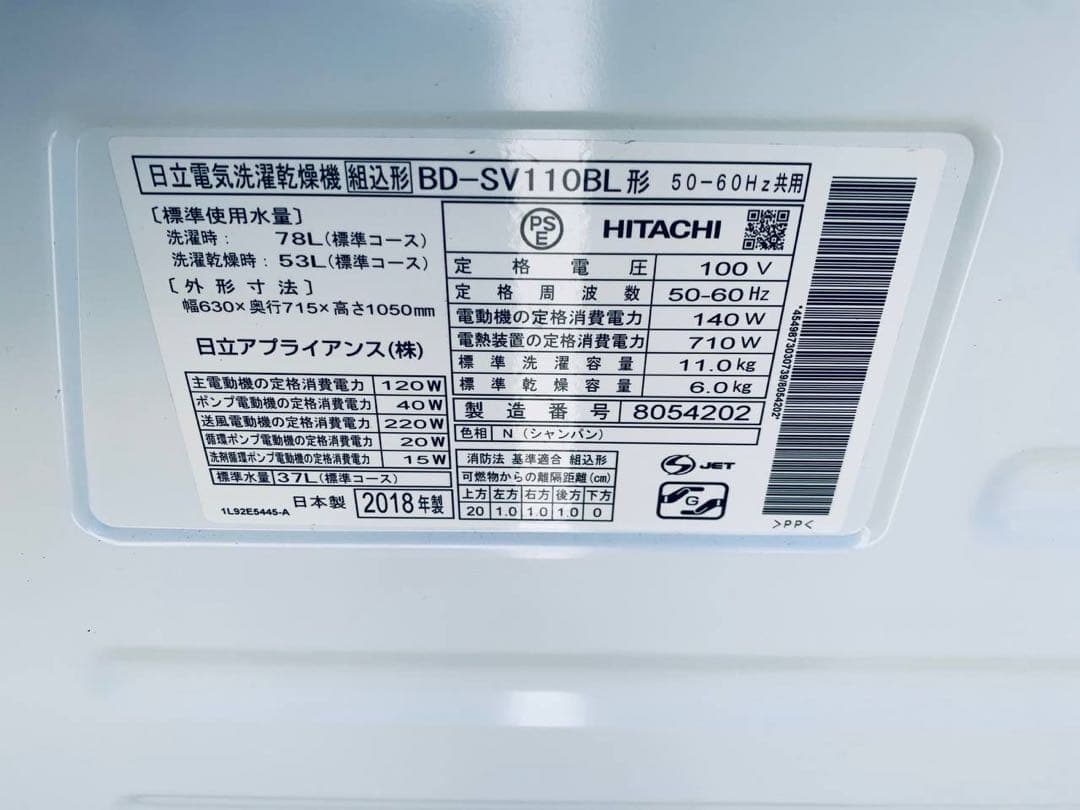 日立電気洗濯乾燥機 組込形 BD-SV110BL形 50-60Hz共用
〔標準使用水量〕
洗濯時: 78L(標準コース)
洗濯乾燥時: 53L(標準コース)
〔外形寸法〕
幅630×奥行715×高さ1050mm
日立アプライアンス(株)
主電動機の定格消費電力 120W
ポンプ電動機の定格消費電力 40W
送風電動機の定格消費電力 220W
循環ポンプ電動機の定格消費電力 20W
洗剤循環ポンプ電動機の定格消費電力 15W
標準水量 37L(標準コース)
1L92E5445-A
日本製 2018年製
PS
E
HITACHI
定格電圧 100V
定格周波数 50-60Hz
電動機の定格消費電力 140W
電熱装置の定格消費電力 710W
標準洗濯容量 11.0kg
標準乾燥容量 6.0kg
製造番号 8054202
色相 N (シャンパン)
消防法 基準適合 組込形
可燃物からの離隔距離(cm)
上方 左方 右方 後方 下方
20 1.0 1.0 1.0 0
S JET
G
*4549873030739/8054202*
>PP<